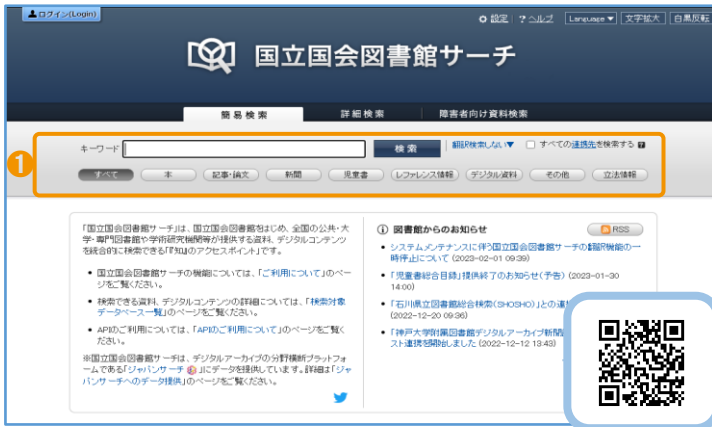 ログイン(Login)
設定 ? ヘルプ Language▼ 文字拡大 白黒反転
国立国会図書館サーチ
簡易検索 詳細検索 障害者向け資料検索
1
キーワード 検索 翻訳検索しない▼ すべての連携先を検索する ?
すべて 本 記事・論文 新聞 児童書 レファレンス情報 デジタル資料 その他 立法情報
「国立国会図書館サーチ」は、国立国会図書館をはじめ、全国の公共・大
学・専門図書館や学術研究機関等が提供する資料、デジタルコンテンツ
を統合的に検索できる「『知』のアクセスポイント」です。
• 国立国会図書館サーチの機能については、「ご利用について」のペー
ジをご覧ください。
• 検索できる資料、デジタルコンテンツの詳細については、「検索対象
データベース一覧」のページをご覧ください。
• APIのご利用については、「APIのご利用について」のページをご覧く
ださい。
※国立国会図書館サーチは、デジタルアーカイブの分野横断プラットフォ
ームである「ジャパンサーチ」にデータを提供しています。詳細は「ジャ
パンサーチへのデータ提供」のページをご覧ください。
図書館からのお知らせ RSS
• システムメンテナンスに伴う国立国会図書館サーチの翻訳機能の一
時停止について (2023-02-01 09:39)
• 「児童書総合目録」提供終了のお知らせ(予告) (2023-01-30
14:00)
• 「石川県立図書館総合検索(SHOSHO)」との連
(2022-12-20 09:36)
• 「神戸大学附属図書館デジタルアーカイブ新聞
スト連携を開始しました (2022-12-12 13:43)